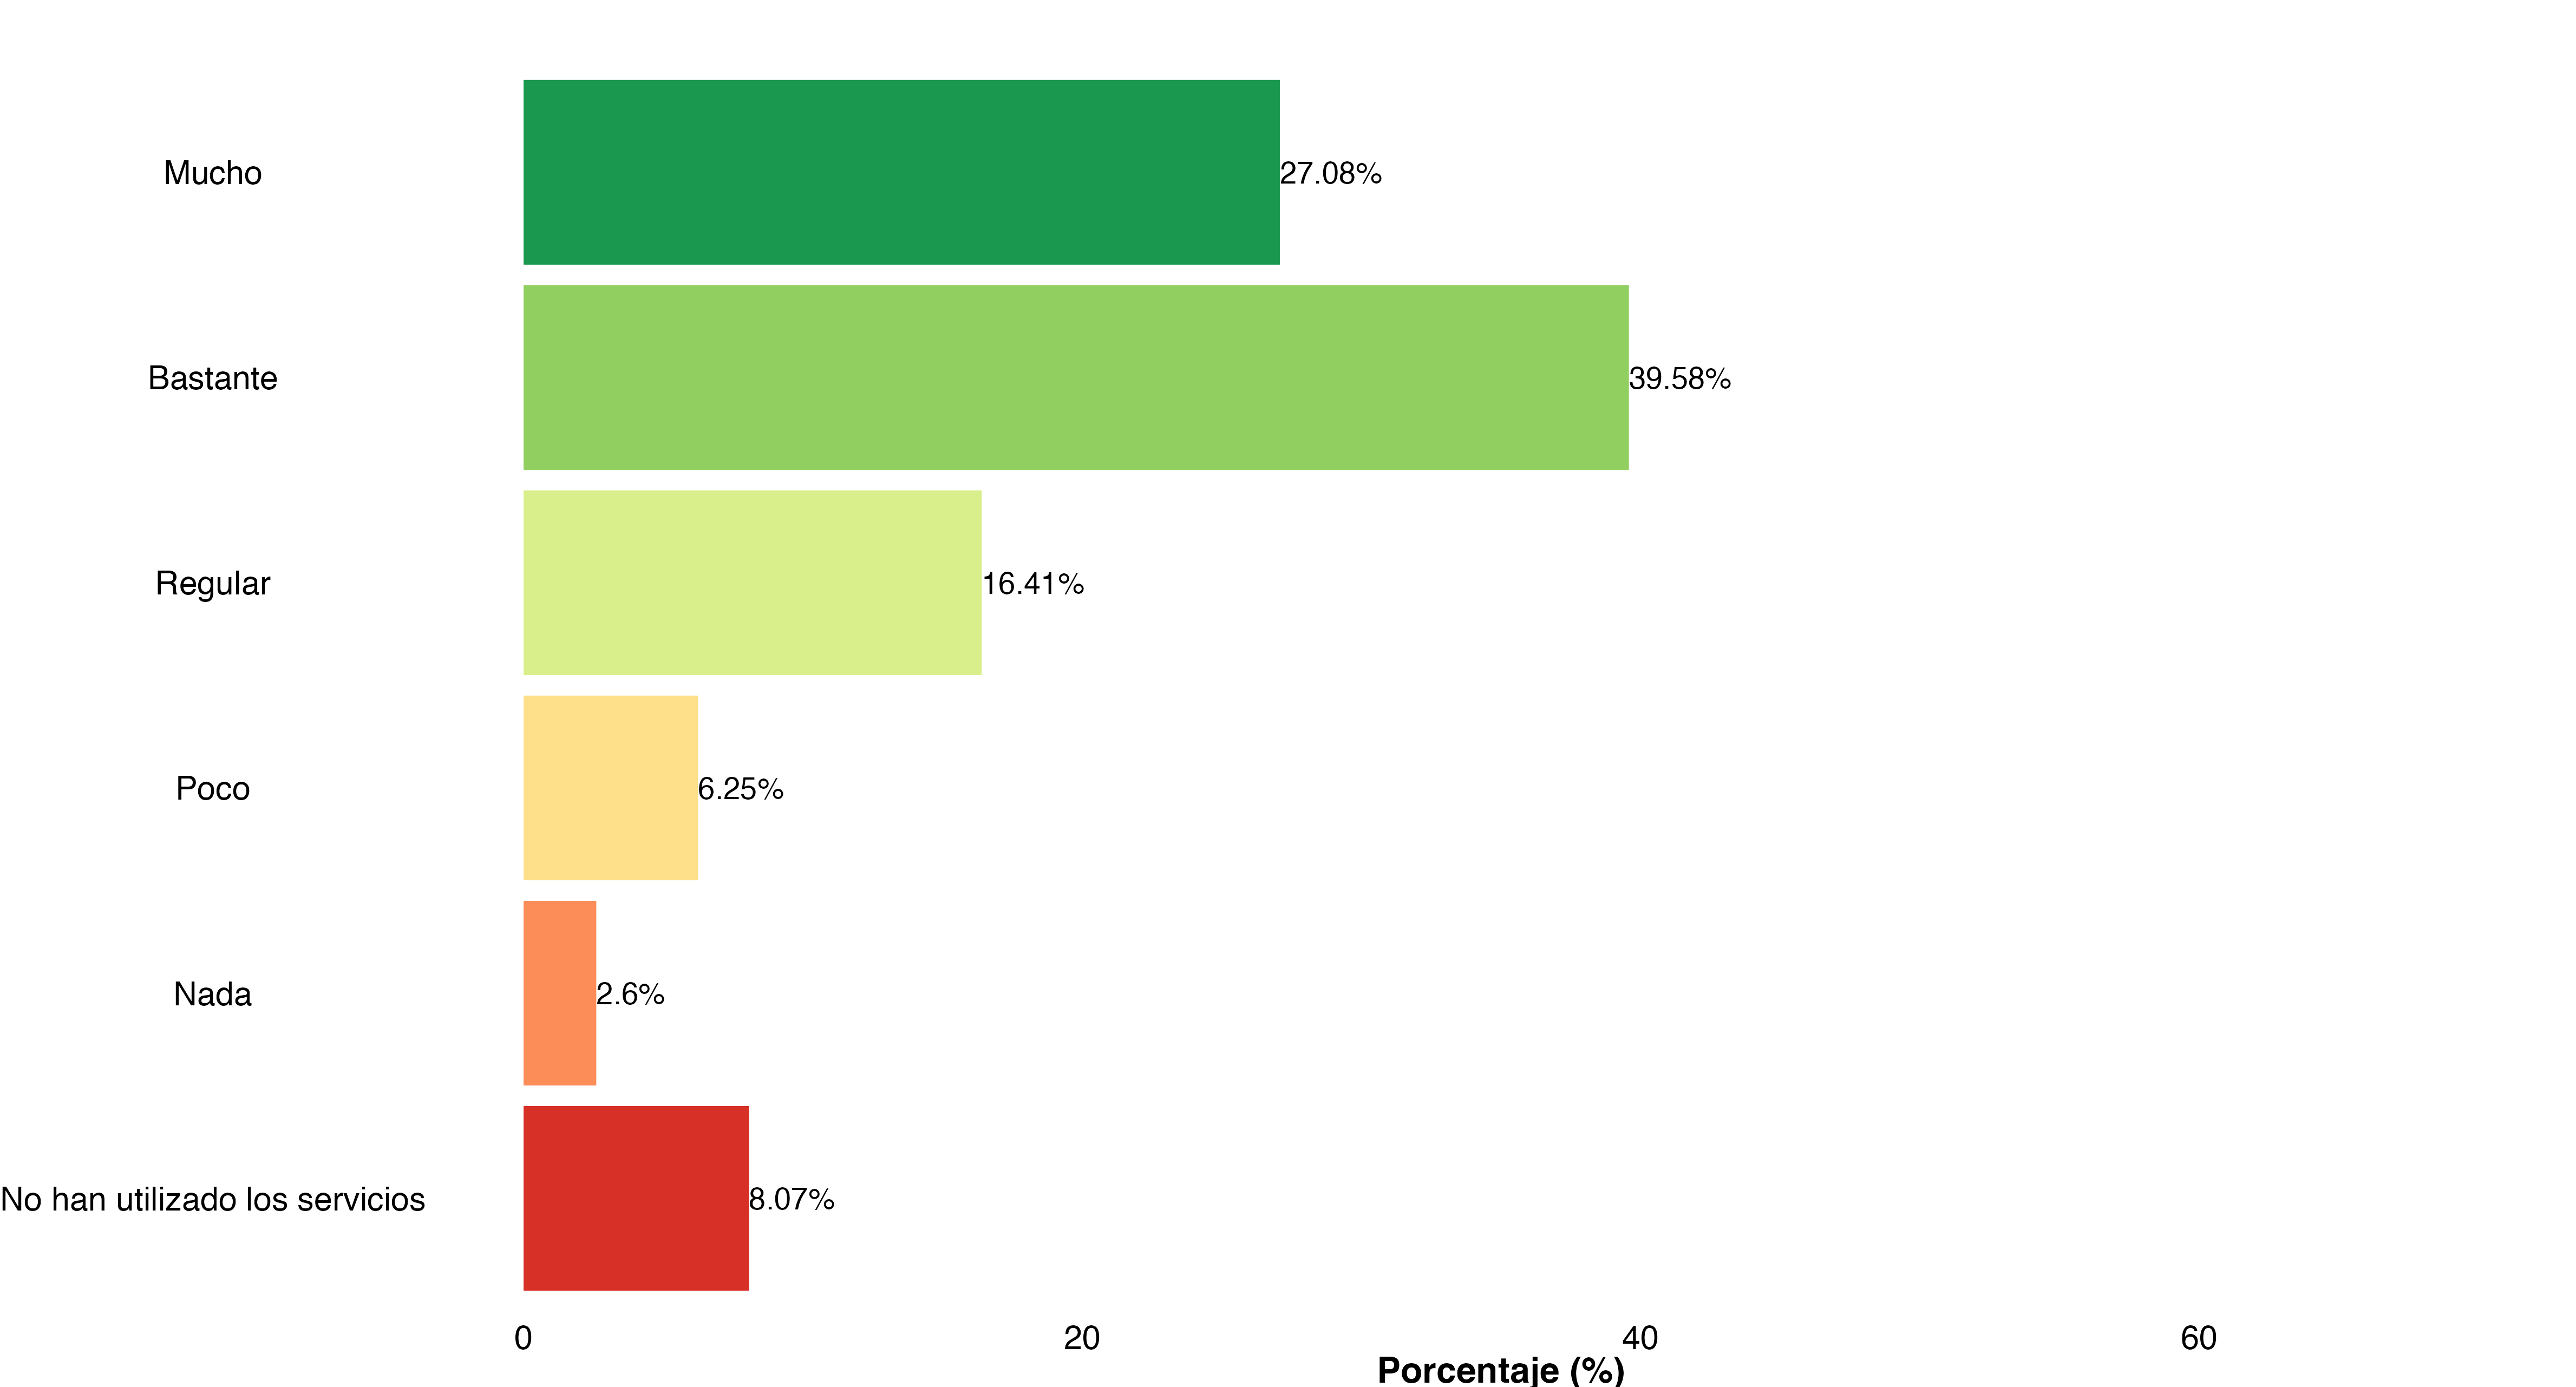 Mucho
27.08%
Bastante
39.58%
Regular
16.41%
Poco
6.25%
Nada
2.6%
No han utilizado los servicios
8.07%
0 20 40 60
Porcentaje (%)